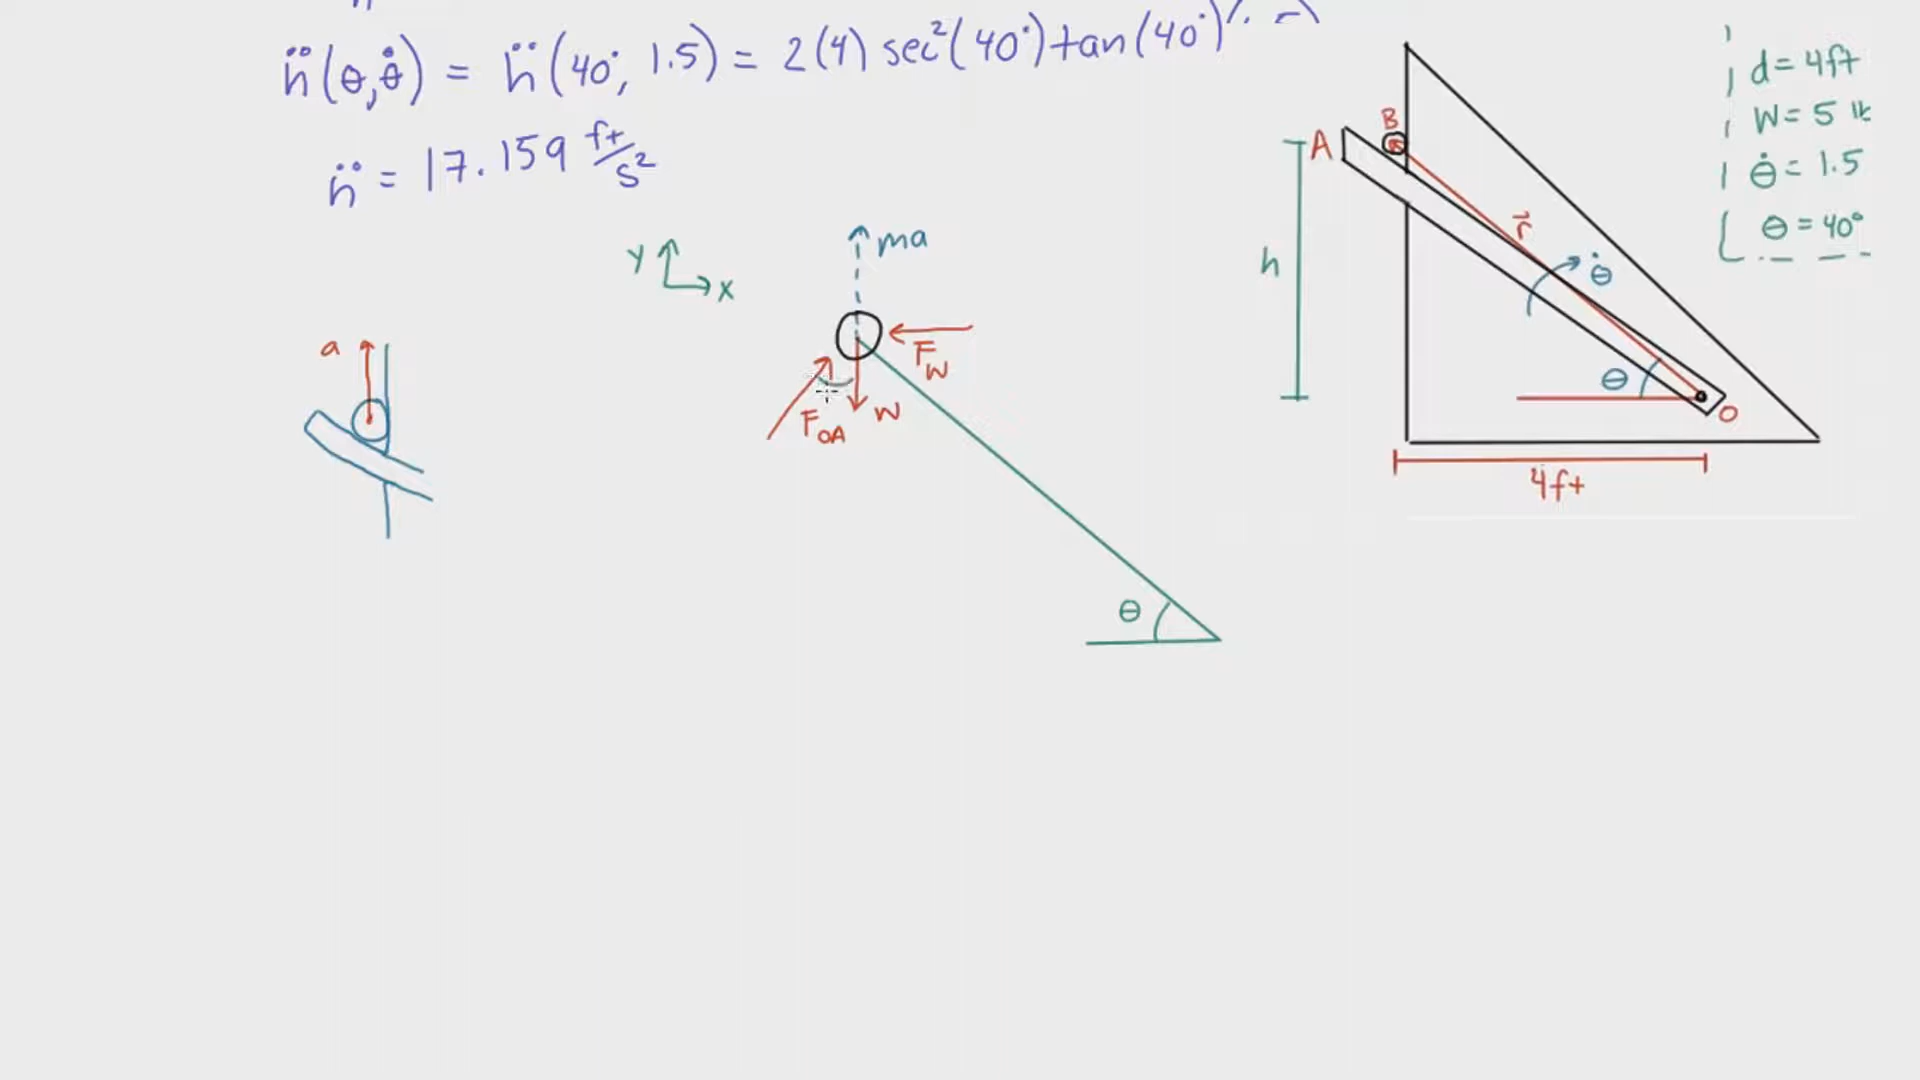 ḧ(θ,θ̇) = ḧ(40°, 1.5) = 2(4) sec²(40°)tan(40°)
ḧ = 17.159 ft/s²
d = 4ft
W = 5 lb
θ̇ = 1.5
θ = 40°
A
B
r⃗
h
θ̇
θ
O
4ft
y
x
ma
F_W
W
F_OA
a
θ